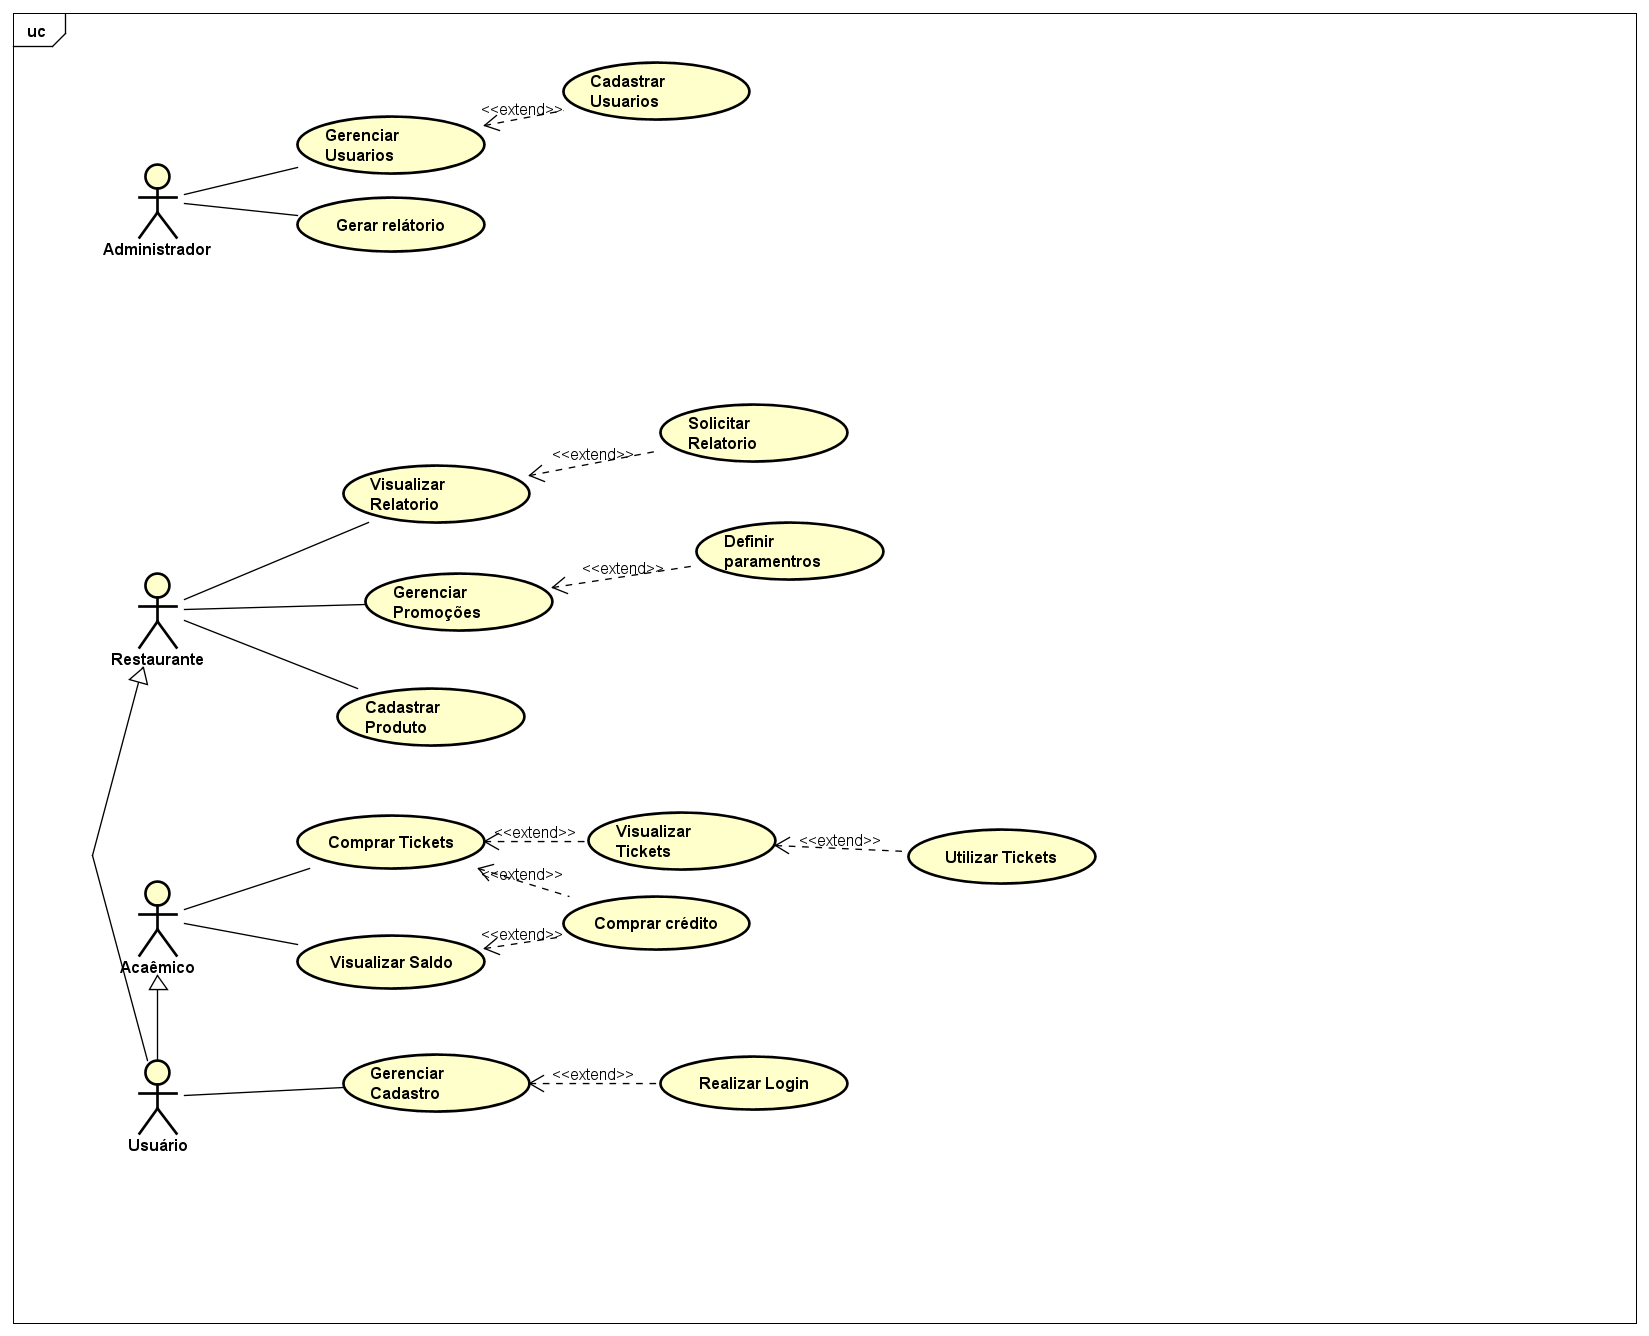 uc
Cadastrar
Usuarios
<<extend>>
Gerenciar
Usuarios
Gerar relátorio
Administrador
Solicitar
Relatorio
<<extend>>
Visualizar
Relatorio
Definir
paramentros
<<extend>>
Gerenciar
Promoções
Restaurante
Cadastrar
Produto
Comprar Tickets
<<extend>>
Visualizar
Tickets
<<extend>>
Utilizar Tickets
<<extend>>
Comprar crédito
<<extend>>
Visualizar Saldo
Acaêmico
Gerenciar
Cadastro
<<extend>>
Realizar Login
Usuário